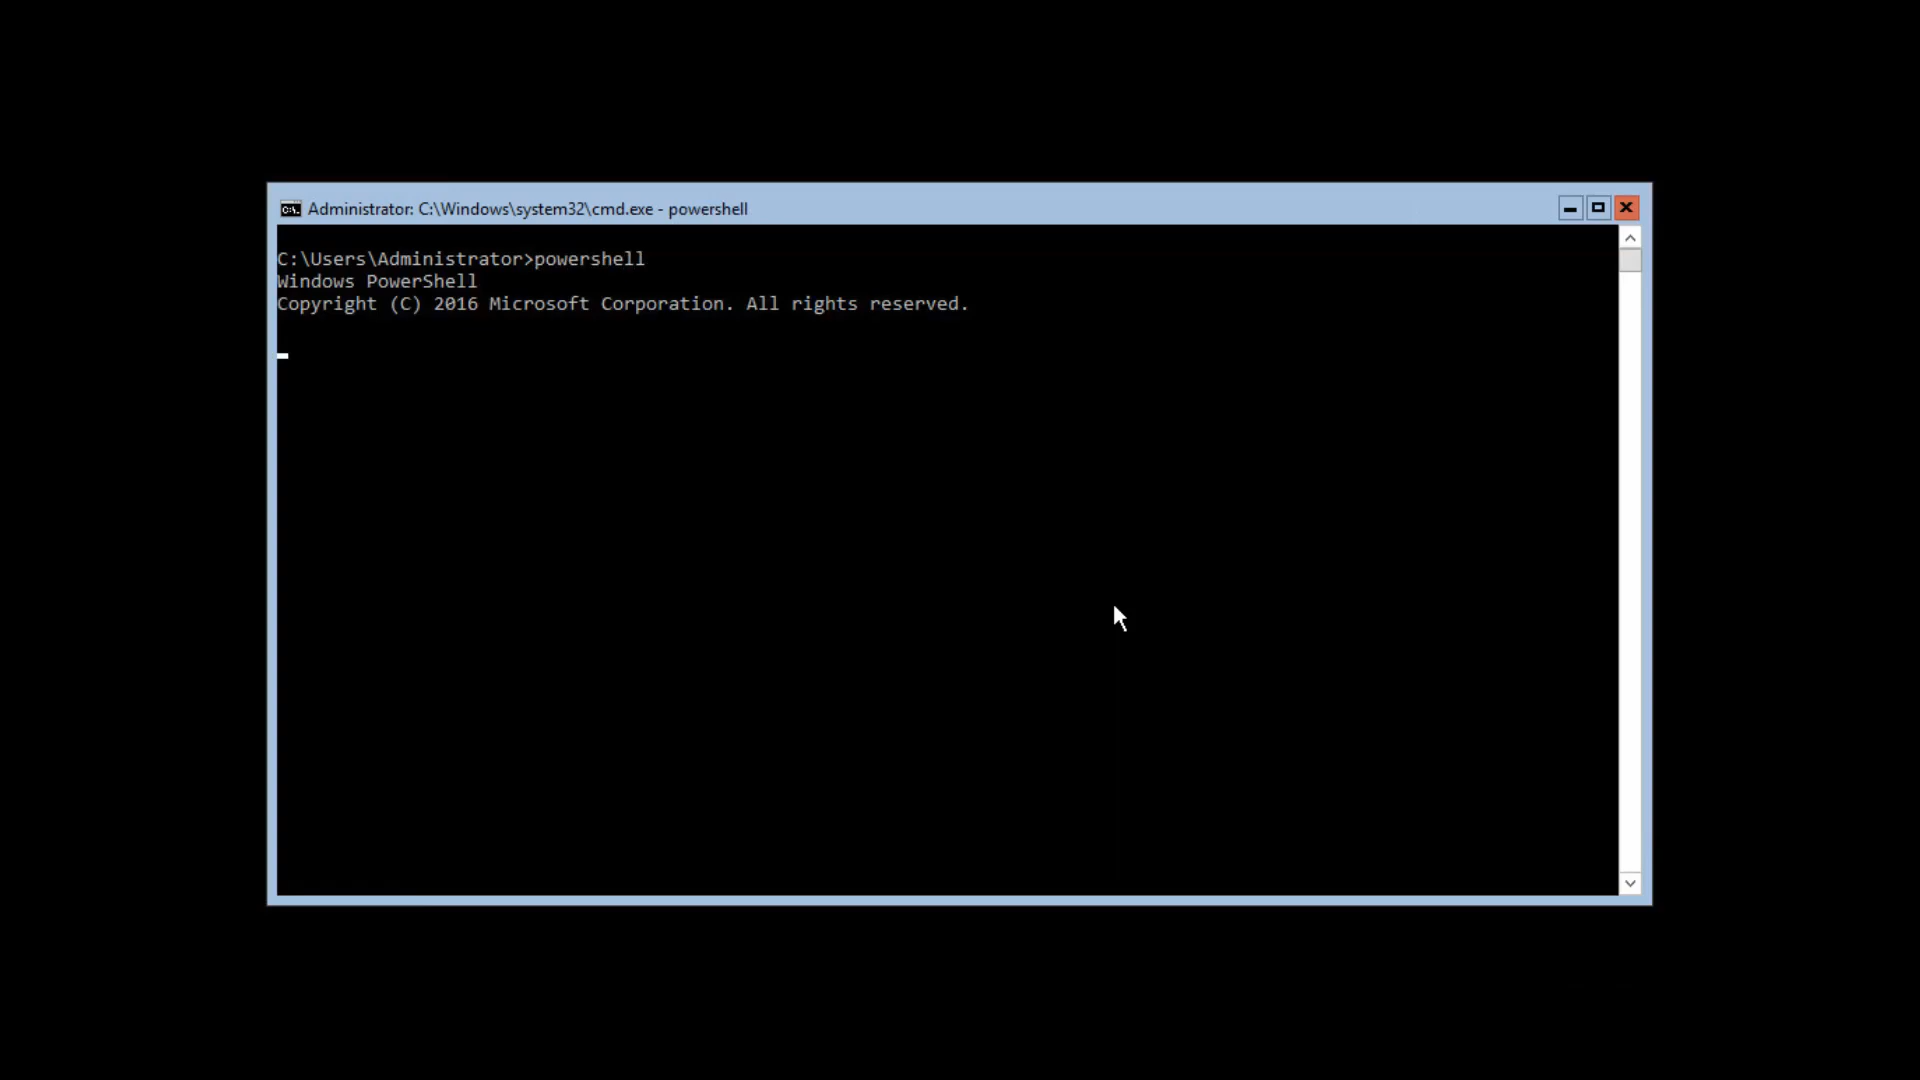 Administrator: C:\Windows\system32\cmd.exe - powershell
C:\Users\Administrator>powershell
Windows PowerShell
Copyright (C) 2016 Microsoft Corporation. All rights reserved.